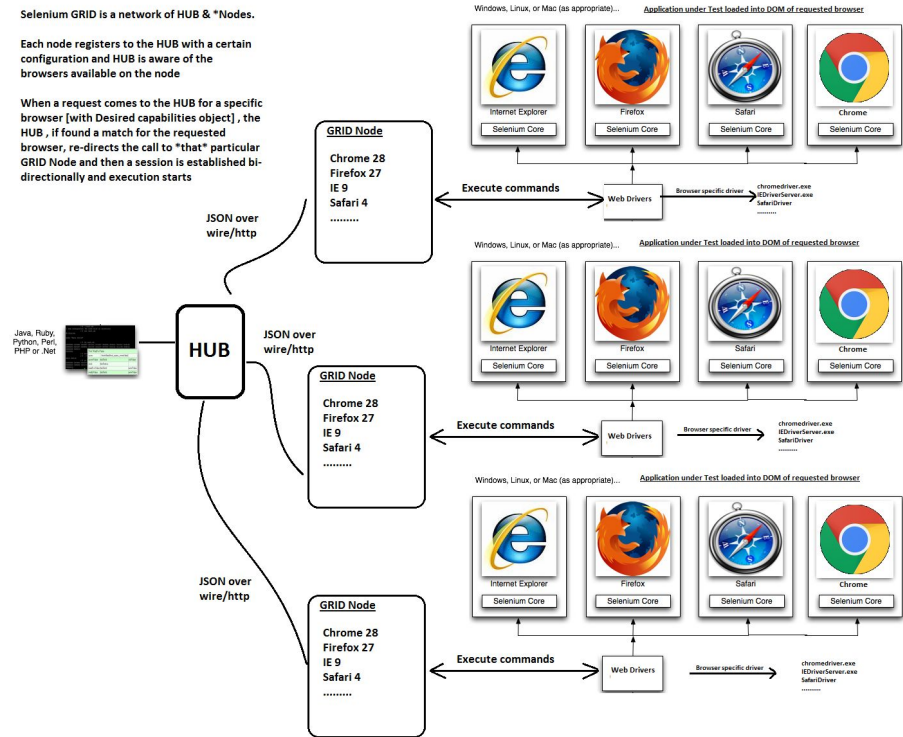 Selenium GRID is a network of HUB & *Nodes.
Each node registers to the HUB with a certain
configuration and HUB is aware of the
browsers available on the node
When a request comes to the HUB for a specific
browser [with Desired capabilities object] , the
HUB , if found a match for the requested
browser, re-directs the call to *that* particular
GRID Node and then a session is established bi-
directionally and execution starts
Java, Ruby,
Python, Perl,
PHP or .Net
HUB
JSON over
wire/http
GRID Node
Chrome 28
Firefox 27
IE 9
Safari 4
.........
Execute commands
Windows, Linux, or Mac (as appropriate)...
Application under Test loaded into DOM of requested browser
Internet Explorer
Firefox
Safari
Chrome
Selenium Core
Selenium Core
Selenium Core
Selenium Core
Web Drivers
Browser specific driver
chromedriver.exe
IEDriverServer.exe
SafariDriver
.........
JSON over
wire/http
GRID Node
Chrome 28
Firefox 27
IE 9
Safari 4
.........
Execute commands
Windows, Linux, or Mac (as appropriate)...
Application under Test loaded into DOM of requested browser
Internet Explorer
Firefox
Safari
Chrome
Selenium Core
Selenium Core
Selenium Core
Selenium Core
Web Drivers
Browser specific driver
chromedriver.exe
IEDriverServer.exe
SafariDriver
.........
JSON over
wire/http
GRID Node
Chrome 28
Firefox 27
IE 9
Safari 4
.........
Execute commands
Windows, Linux, or Mac (as appropriate)...
Application under Test loaded into DOM of requested browser
Internet Explorer
Firefox
Safari
Chrome
Selenium Core
Selenium Core
Selenium Core
Selenium Core
Web Drivers
Browser specific driver
chromedriver.exe
IEDriverServer.exe
SafariDriver
.........